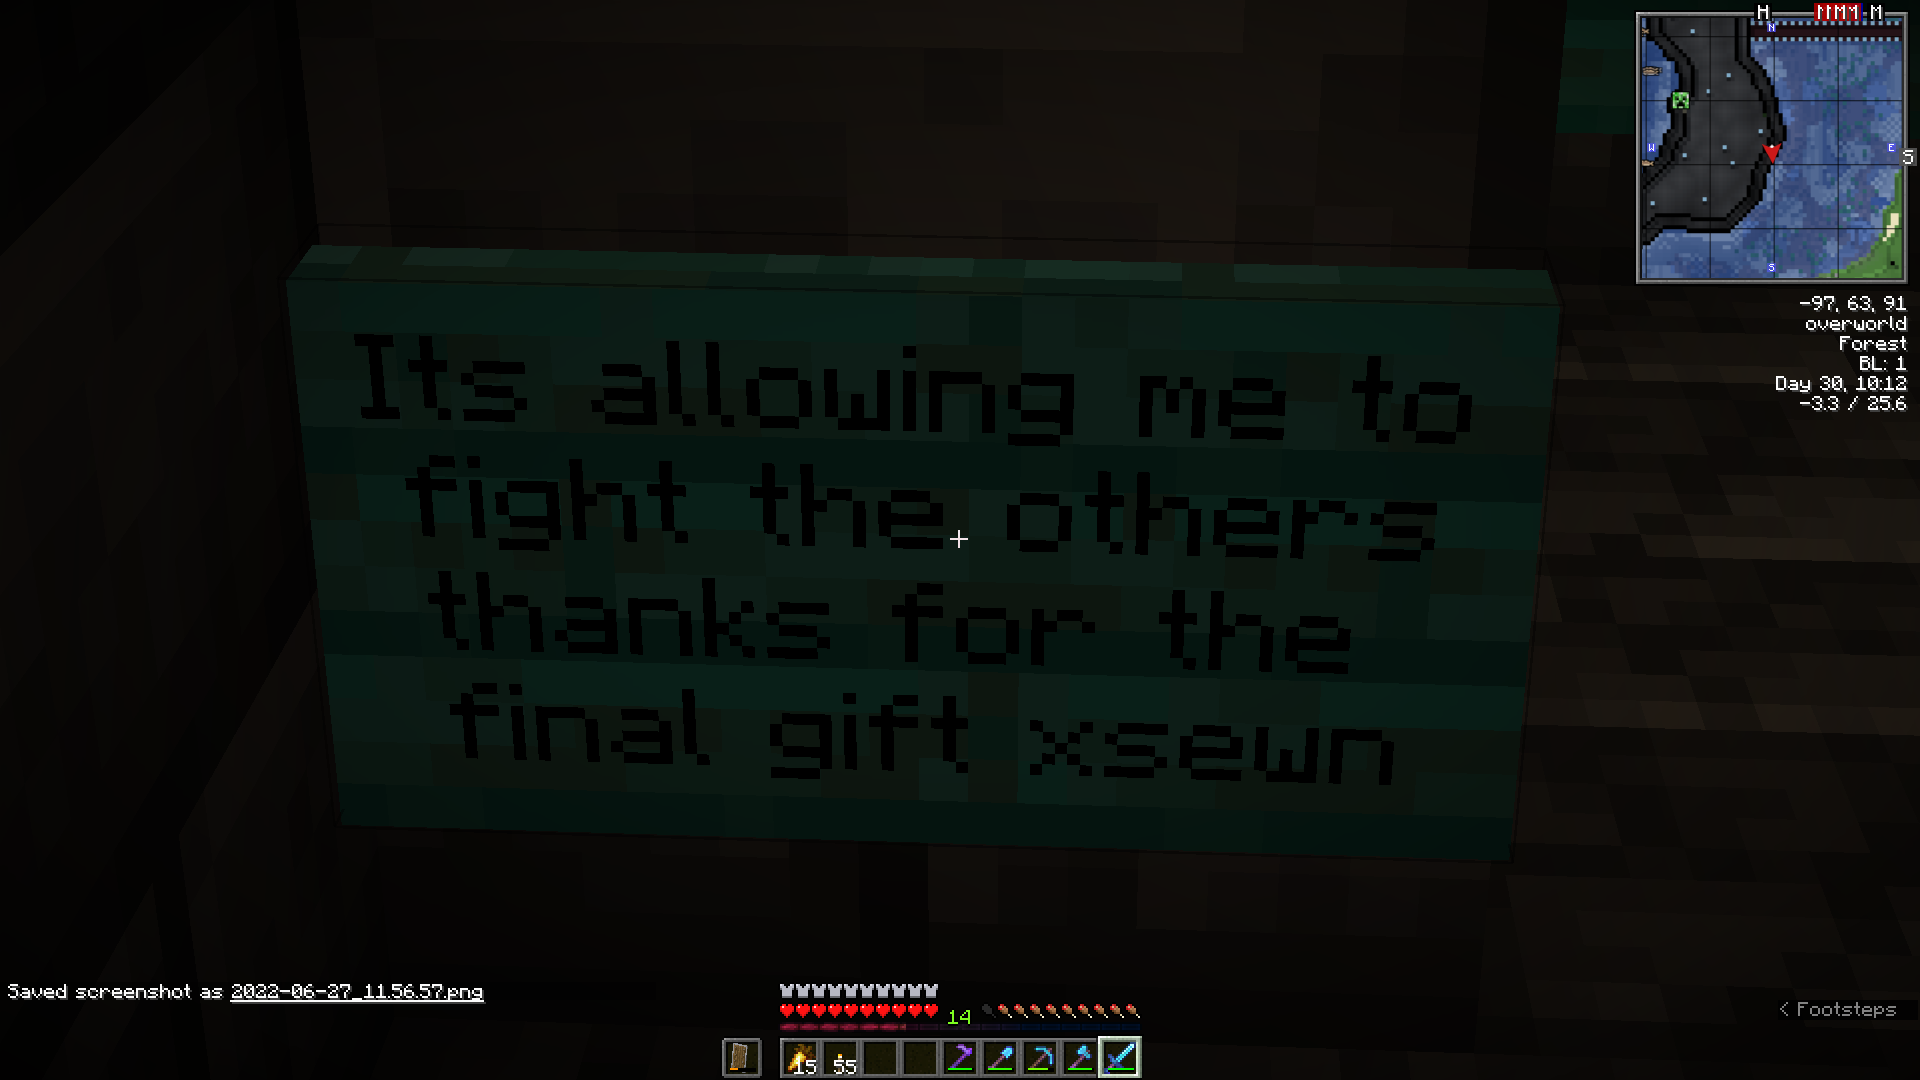 H MM M
N
W E S
S
-97, 63, 91
overworld
Forest
BL: 1
Day 30, 10:12
-3.3 / 25.6
Its allowing me to
fight the others
thanks for the
final gift xsewn
Saved screenshot as 2022-06-27_11.56.57.png
14
< Footsteps
15 55